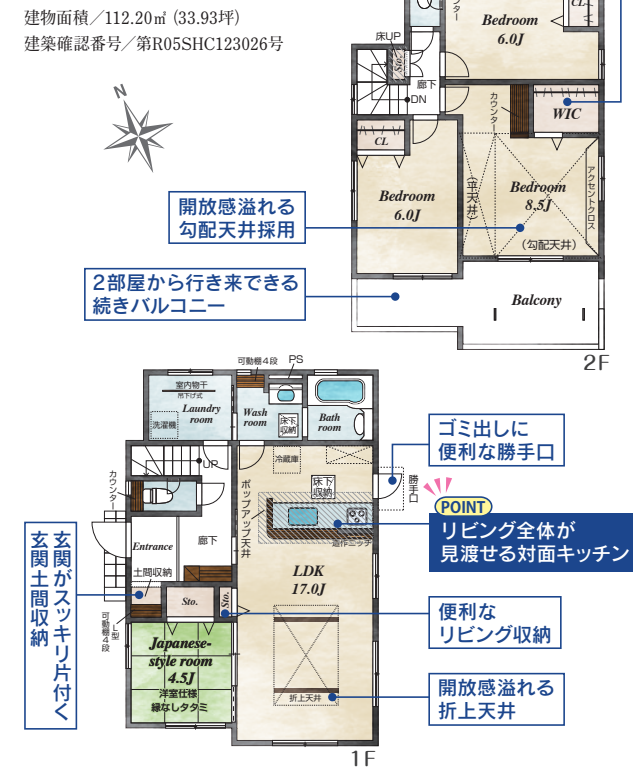 建物面積／112.20㎡（33.93坪）
建築確認番号／第R05SHC123026号
N
Bedroom
6.0J
CL
床UP
Sto.
廊下
DN
カウンター
WIC
CL
Bedroom
6.0J
（平天井）
Bedroom
8.5J
（勾配天井）
アクセントクロス
開放感溢れる
勾配天井採用
2部屋から行き来できる
続きバルコニー
Balcony
2F
可動棚4段
PS
室内物干
吊下げ式
Laundry
room
洗濯機
Wash
room
床下
収納
Bath
room
UP
冷蔵庫
床下
収納
勝手口
ゴミ出しに
便利な勝手口
カウンター
ポップアップ天井
造作ニッチ
POINT
リビング全体が
見渡せる対面キッチン
Entrance
廊下
土間収納
玄関がスッキリ片付く
玄関土間収納
L型
可動棚4段
Sto.
Sto.
LDK
17.0J
便利な
リビング収納
Japanese-
style room
4.5J
洋室仕様
縁なしタタミ
折上天井
開放感溢れる
折上天井
1F